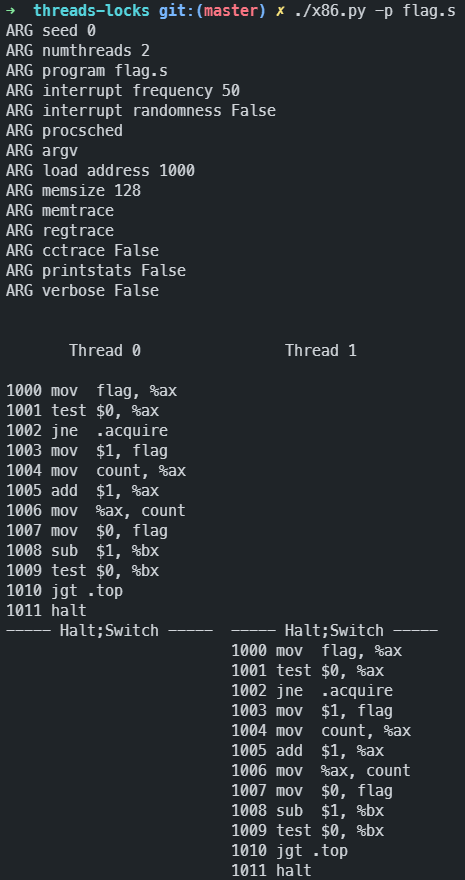 →  threads-locks git:(master) ✗ ./x86.py -p flag.s
ARG seed 0
ARG numthreads 2
ARG program flag.s
ARG interrupt frequency 50
ARG interrupt randomness False
ARG procsched
ARG argv
ARG load address 1000
ARG memsize 128
ARG memtrace
ARG regtrace
ARG cctrace False
ARG printstats False
ARG verbose False
       Thread 0                Thread 1
1000 mov  flag, %ax
1001 test $0, %ax
1002 jne  .acquire
1003 mov  $1, flag
1004 mov  count, %ax
1005 add  $1, %ax
1006 mov  %ax, count
1007 mov  $0, flag
1008 sub  $1, %bx
1009 test $0, %bx
1010 jgt .top
1011 halt
----- Halt;Switch -----  ----- Halt;Switch -----
                         1000 mov  flag, %ax
                         1001 test $0, %ax
                         1002 jne  .acquire
                         1003 mov  $1, flag
                         1004 mov  count, %ax
                         1005 add  $1, %ax
                         1006 mov  %ax, count
                         1007 mov  $0, flag
                         1008 sub  $1, %bx
                         1009 test $0, %bx
                         1010 jgt .top
                         1011 halt